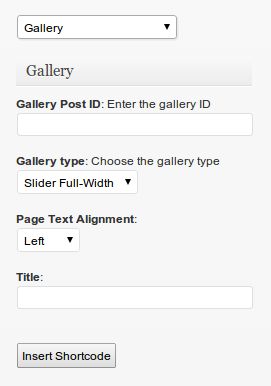 Gallery
Gallery
Gallery Post ID: Enter the gallery ID
Gallery type: Choose the gallery type
Slider Full-Width
Page Text Alignment:
Left
Title:
Insert Shortcode